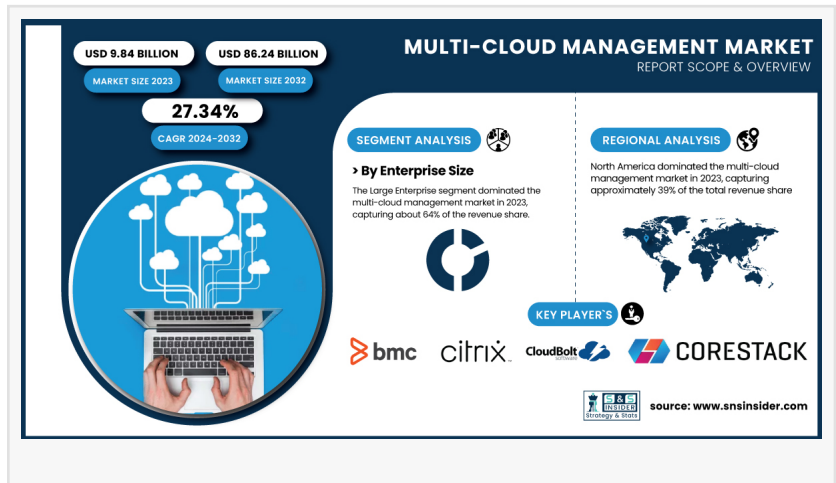 MULTI-CLOUD MANAGEMENT MARKET
REPORT SCOPE & OVERVIEW
USD 9.84 BILLION
MARKET SIZE 2023
USD 86.24 BILLION
MARKET SIZE 2032
27.34%
CAGR 2024-2032
SEGMENT ANALYSIS
> By Enterprise Size
The Large Enterprise segment dominated the
multi-cloud management market in 2023,
capturing about 64% of the revenue share.
REGIONAL ANALYSIS
North America dominated the multi-cloud
management market in 2023, capturing
approximately 39% of the total revenue share
KEY PLAYER`S
bmc
citrix
CloudBolt
software
CORESTACK
S&S
INSIDER
Strategy & Stats
source: www.snsinsider.com